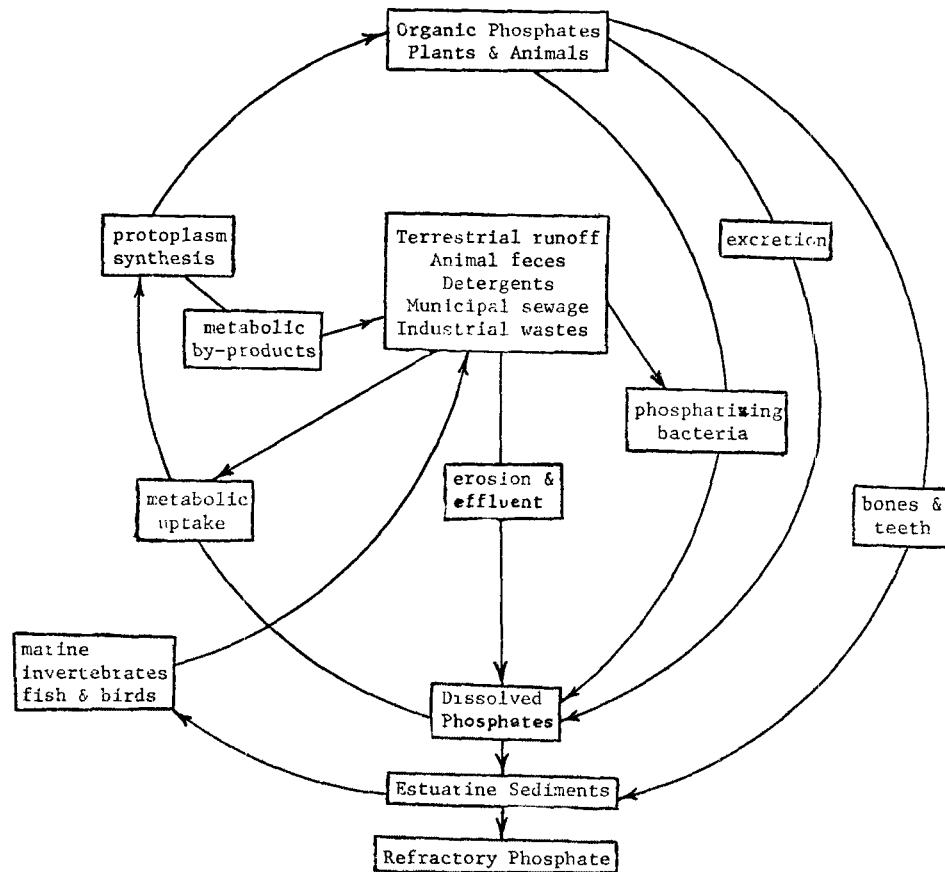 Organic Phosphates
Plants & Animals
protoplasm
synthesis
Terrestrial runoff
Animal feces
Detergents
Municipal sewage
Industrial wastes
excretion
metabolic
by-products
phosphatizing
bacteria
metabolic
uptake
erosion &
effluent
bones &
teeth
marine
invertebrates
fish & birds
Dissolved
Phosphates
Estuarine Sediments
Refractory Phosphate